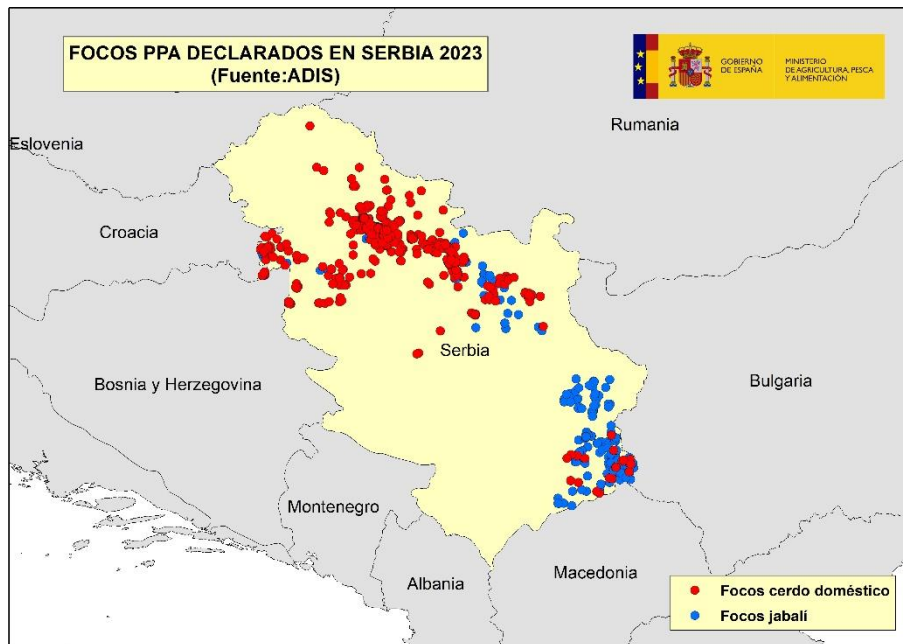 FOCOS PPA DECLARADOS EN SERBIA 2023
(Fuente:ADIS)
GOBIERNO
DE ESPAÑA
MINISTERIO
DE AGRICULTURA, PESCA
Y ALIMENTACIÓN
Rumania
Eslovenia
Croacia
Serbia
Bosnia y Herzegovina
Bulgaria
Montenegro
Macedonia
Albania
Focos cerdo doméstico
Focos jabalí